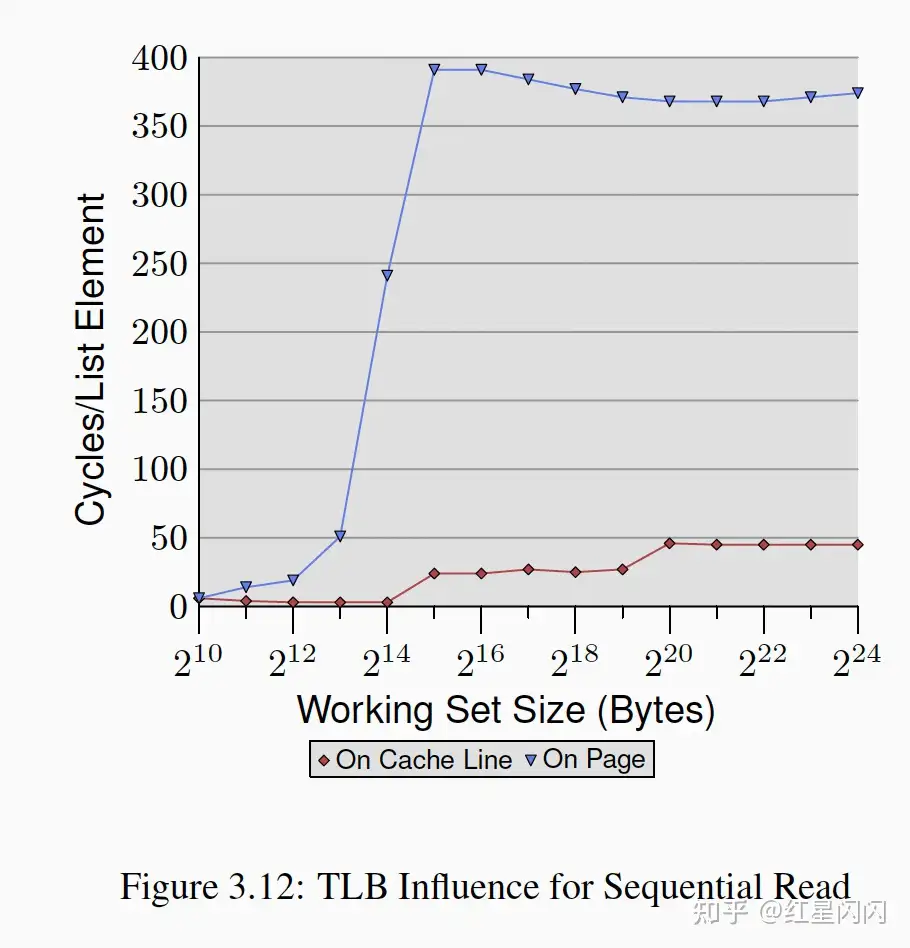 400
350
300
250
200
150
100
50
0
Cycles/List Element
2^10 2^12 2^14 2^16 2^18 2^20 2^22 2^24
Working Set Size (Bytes)
On Cache Line On Page
Figure 3.12: TLB Influence for Sequential Read
知乎 @红星闪闪